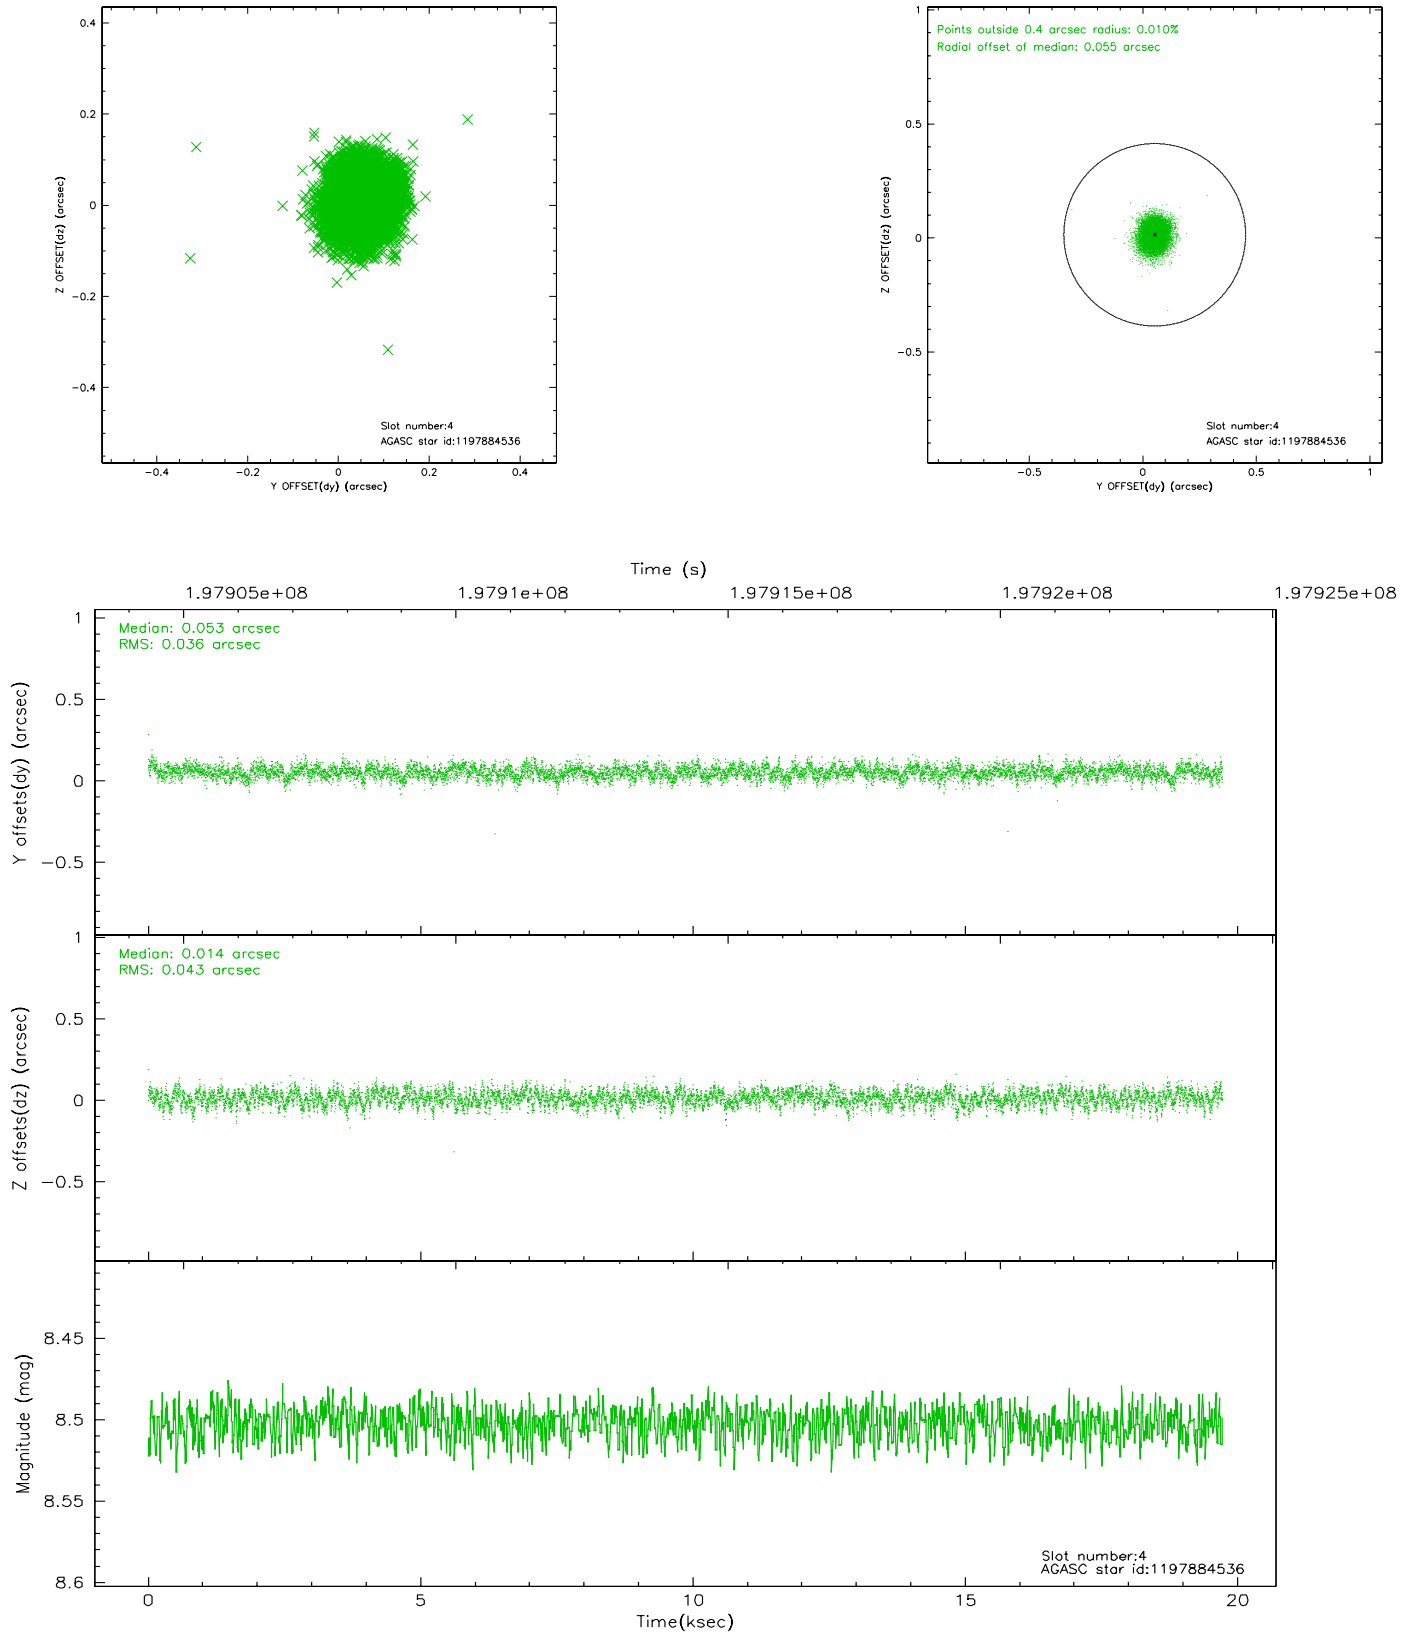 0.4
0.2
0
-0.2
-0.4
Z OFFSET(dz) (arcsec)
Slot number:4
AGASC star id:1197884536
-0.4
-0.2
0
0.2
0.4
Y OFFSET(dy) (arcsec)
Points outside 0.4 arcsec radius: 0.010%
Radial offset of median: 0.055 arcsec
1
0.5
0
-0.5
Z OFFSET(dz) (arcsec)
Slot number:4
AGASC star id:1197884536
-0.5
0
0.5
1
Y OFFSET(dy) (arcsec)
Time (s)
1.97905e+08
1.9791e+08
1.97915e+08
1.9792e+08
1.97925e+08
Median: 0.053 arcsec
RMS: 0.036 arcsec
1
0.5
0
-0.5
Y offsets(dy) (arcsec)
Median: 0.014 arcsec
RMS: 0.043 arcsec
1
0.5
0
-0.5
Z offsets(dz) (arcsec)
8.45
8.5
8.55
8.6
Magnitude (mag)
Slot number:4
AGASC star id:1197884536
0
5
10
15
20
Time(ksec)